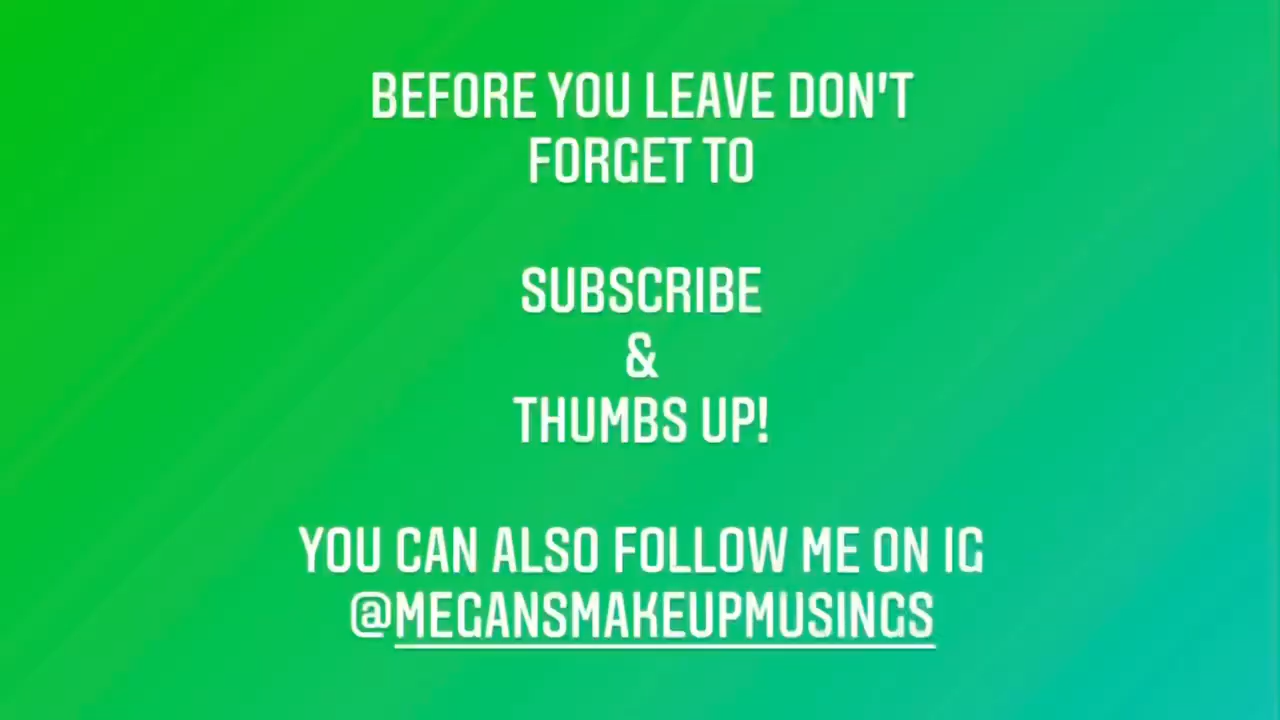 BEFORE YOU LEAVE DON'T
FORGET TO
SUBSCRIBE
&
THUMBS UP!
YOU CAN ALSO FOLLOW ME ON IG
@MEGANSMAKEUPMUSINGS